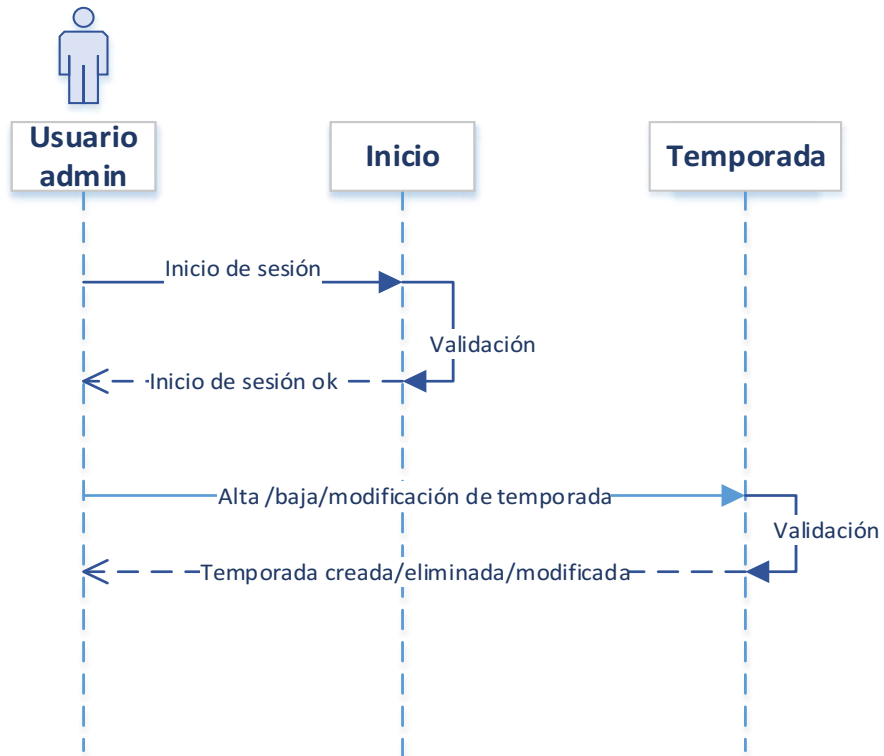 Usuario
admin
Inicio
Temporada
Inicio de sesión
Validación
Inicio de sesión ok
Alta /baja/modificación de temporada
Validación
Temporada creada/eliminada/modificada